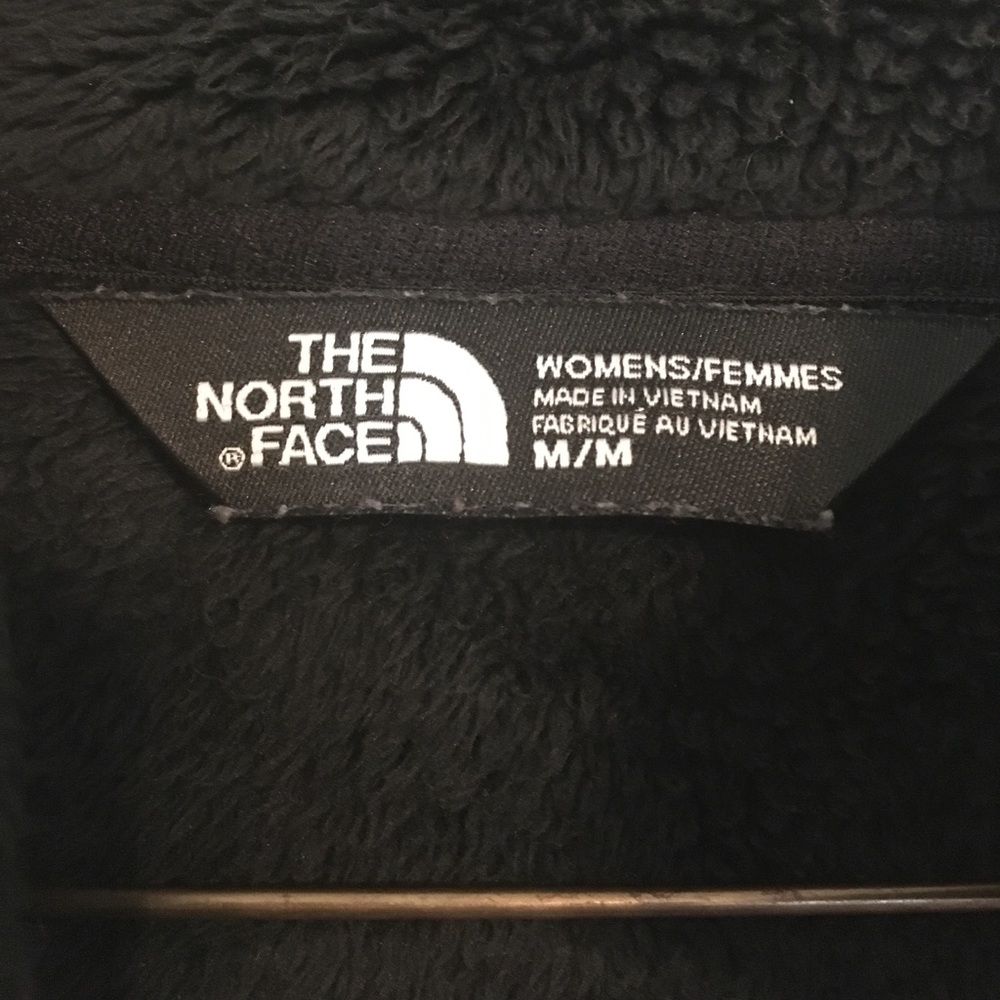 THE
NORTH
®FACE
WOMENS/FEMMES
MADE IN VIETNAM
FABRIQUÉ AU VIETNAM
M/M